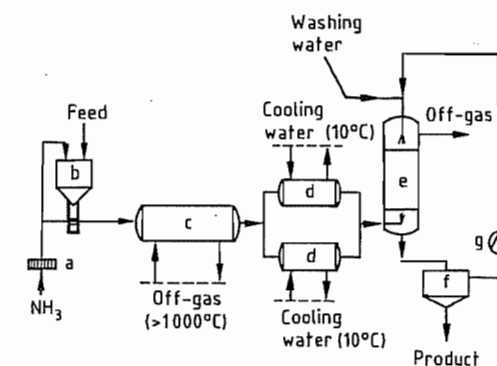 Washing
water
Feed
Cooling
water (10°C)
Off-gas
b
d
e
c
d
g
a
f
NH₃
Off-gas
(>1000°C)
Cooling
water (10°C)
Product